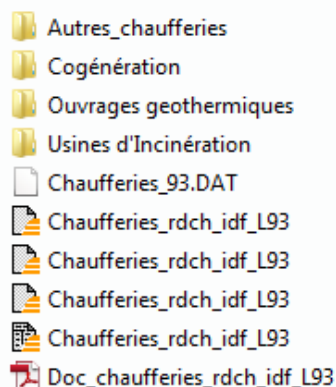 Autres_chaufferies
Cogénération
Ouvrages geothermiques
Usines d'Incinération
Chaufferies_93.DAT
Chaufferies_rdch_idf_L93
Chaufferies_rdch_idf_L93
Chaufferies_rdch_idf_L93
Chaufferies_rdch_idf_L93
Doc_chaufferies_rdch_idf_L93